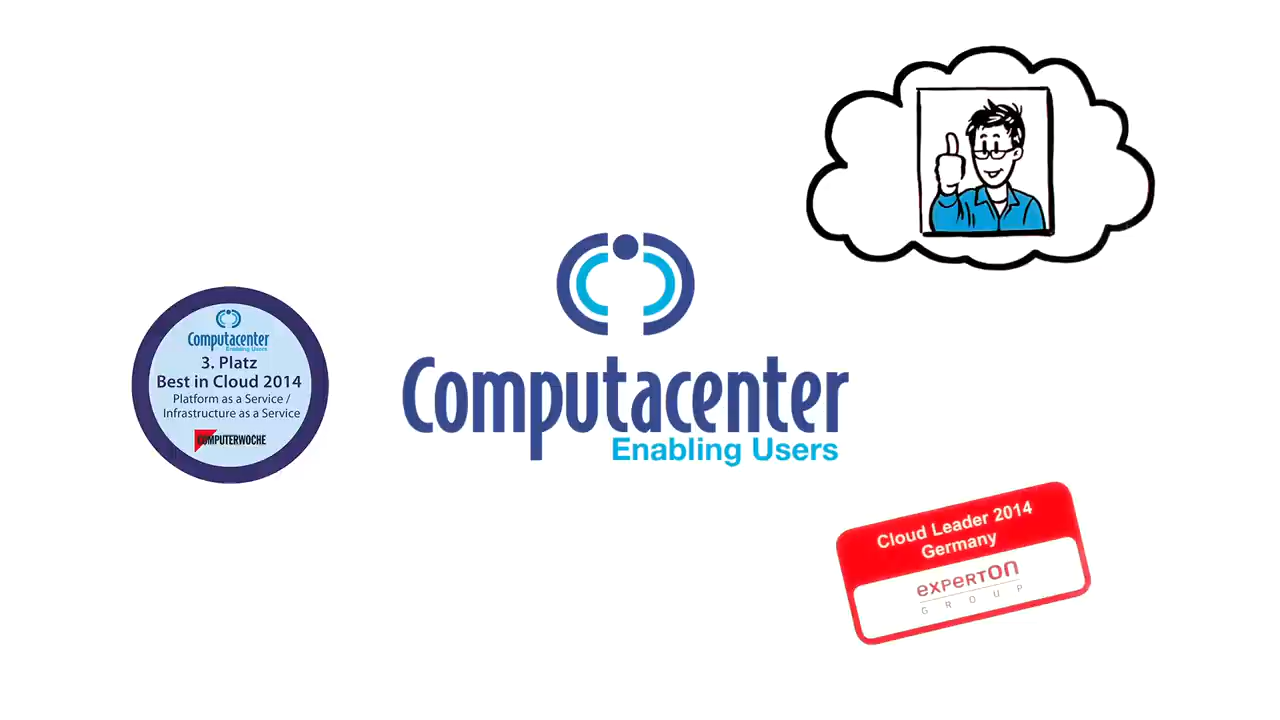 Computacenter
Enabling Users
3. Platz
Best in Cloud 2014
Platform as a Service /
Infrastructure as a Service
COMPUTERWOCHE
Computacenter
Enabling Users
Cloud Leader 2014
Germany
experton
GROUP